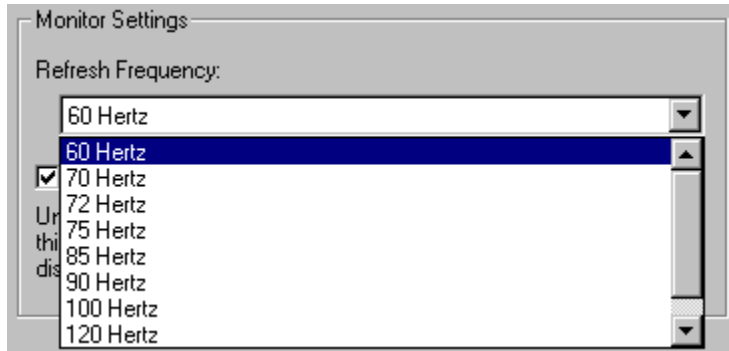 Monitor Settings
Refresh Frequency:
60 Hertz
60 Hertz
70 Hertz
72 Hertz
75 Hertz
85 Hertz
90 Hertz
100 Hertz
120 Hertz